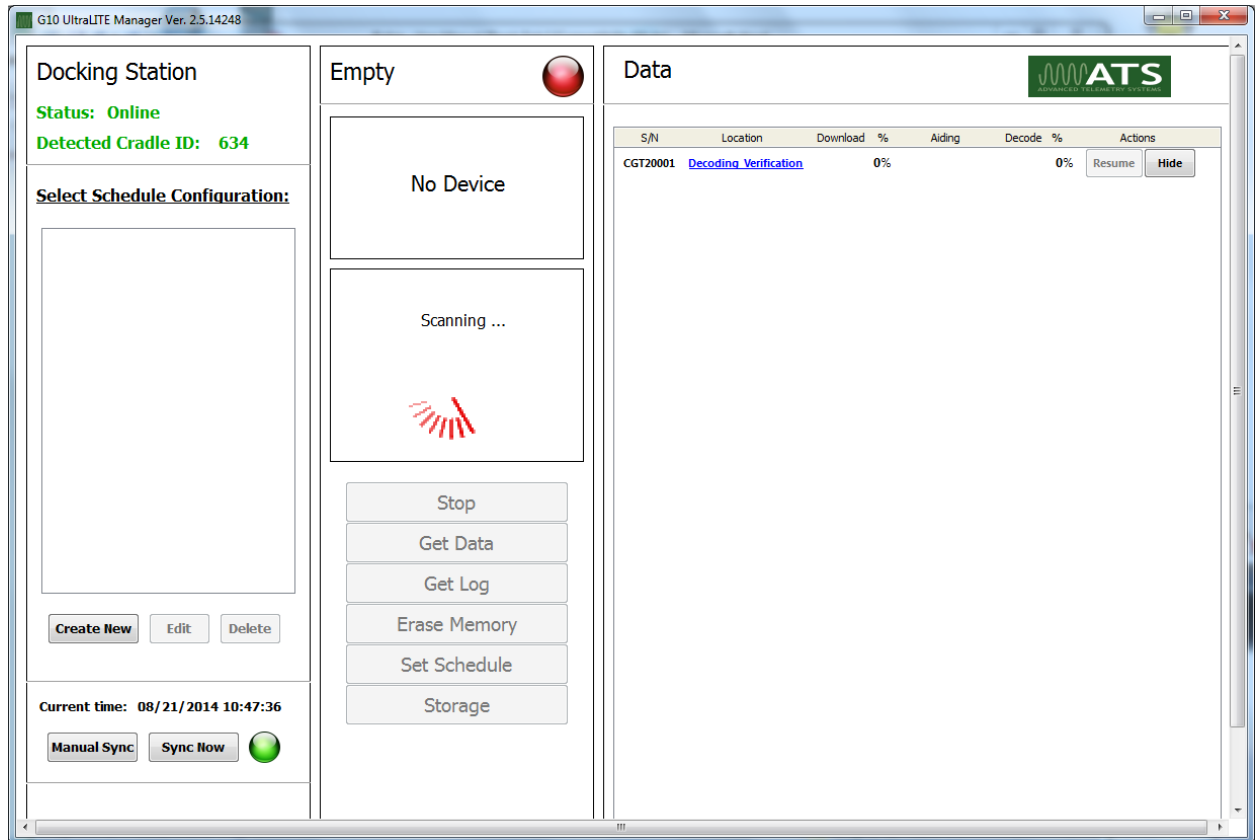 G10 UltraLITE Manager Ver. 2.5.14248
Docking Station
Status: Online
Detected Cradle ID: 634
Select Schedule Configuration:
Create New Edit Delete
Current time: 08/21/2014 10:47:36
Manual Sync Sync Now
Empty
No Device
Scanning ...
Stop
Get Data
Get Log
Erase Memory
Set Schedule
Storage
Data
ATS
ADVANCED TELEMETRY SYSTEMS
S/N Location Download % Aiding Decode % Actions
CGT20001 Decoding Verification 0% 0% Resume Hide